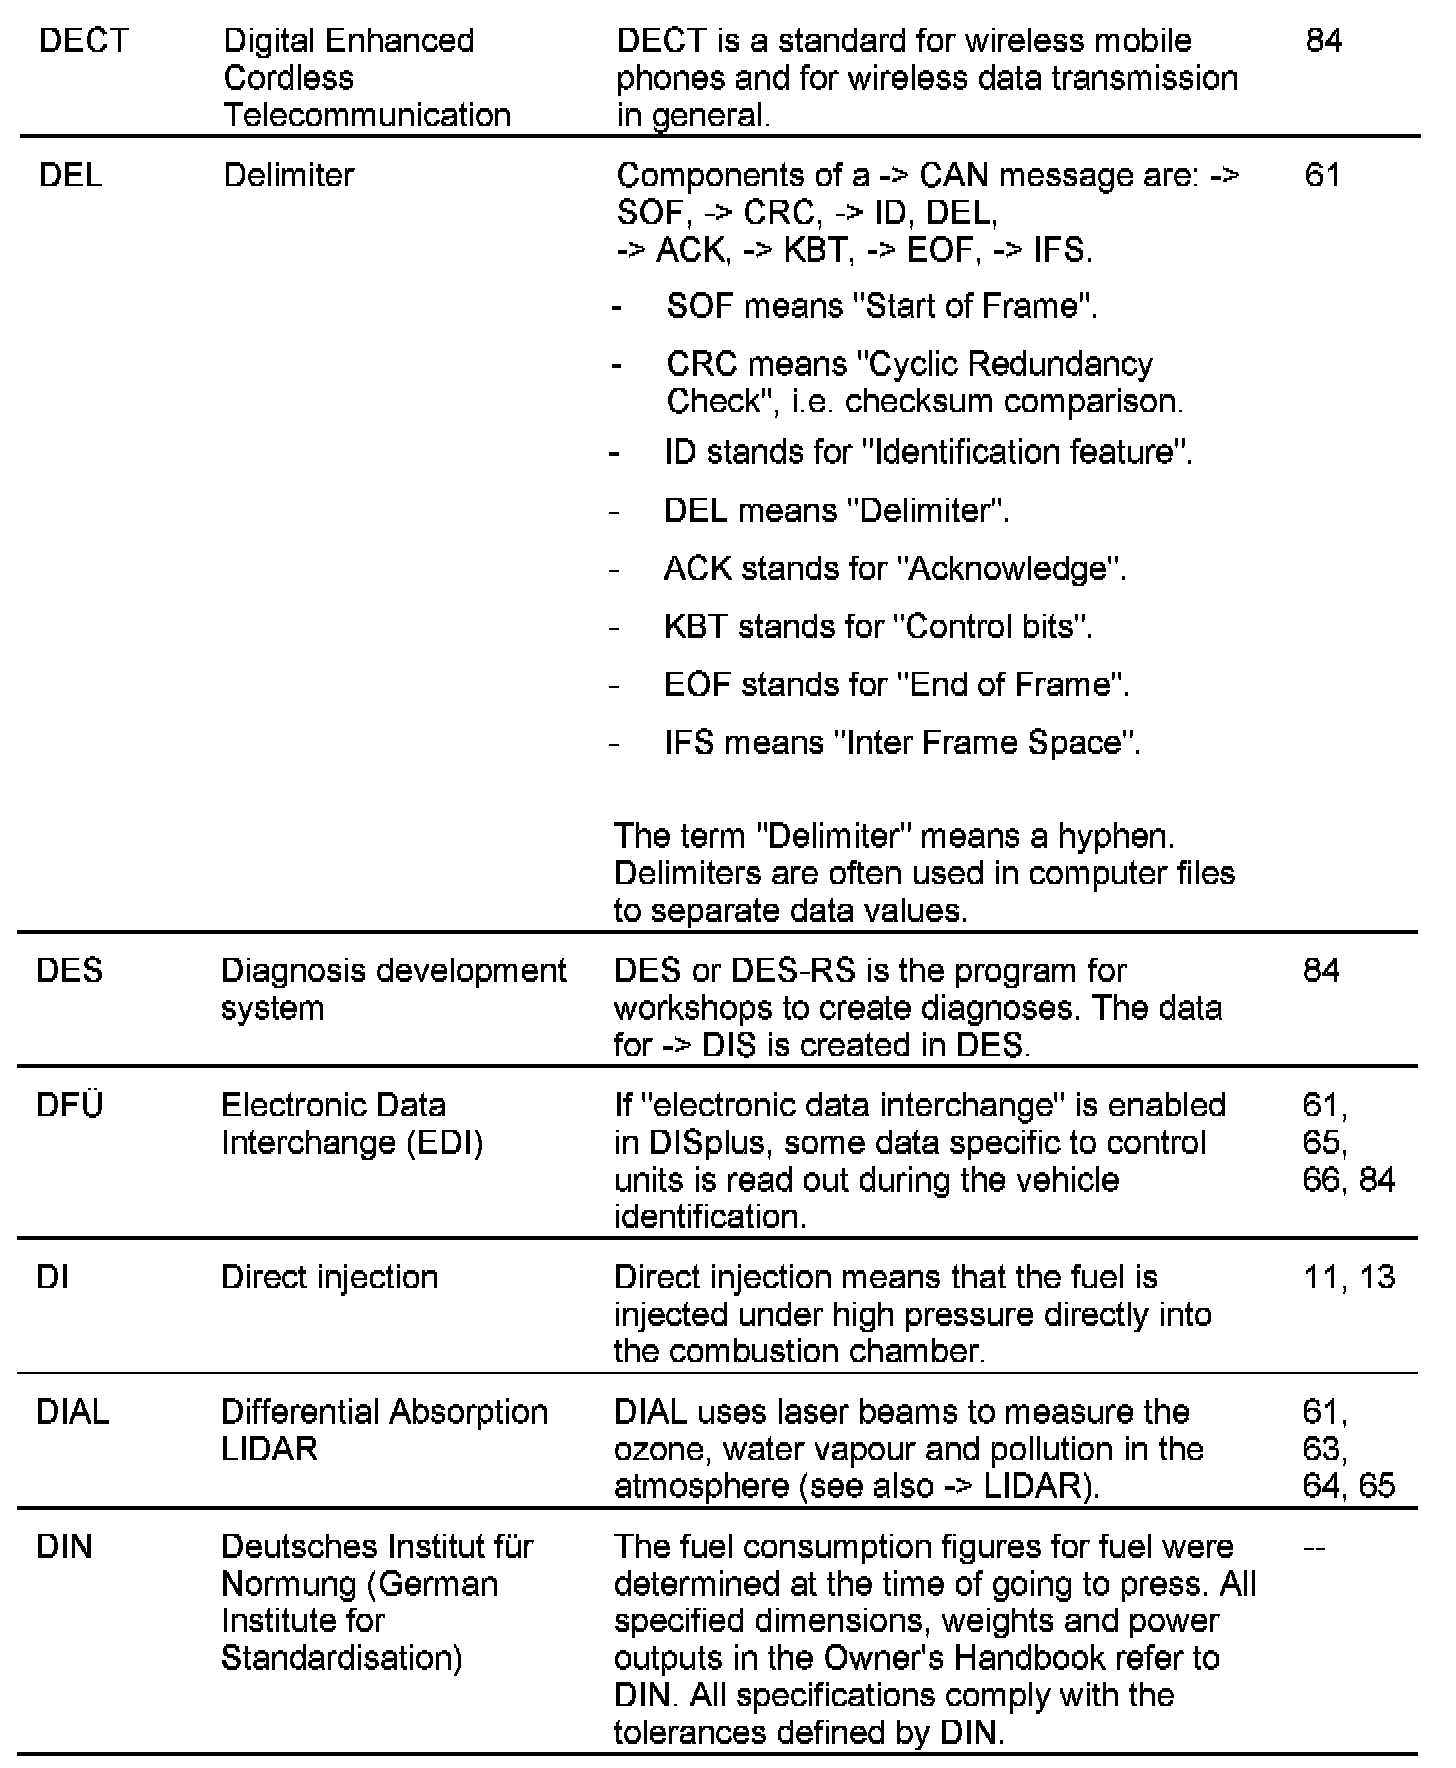 DECT Digital Enhanced DECT is a standard for wireless mobile 84
Cordless phones and for wireless data transmission
Telecommunication in general.
DEL Delimiter Components of a -> CAN message are: -> 61
SOF, -> CRC, -> ID, DEL,
-> ACK, -> KBT, -> EOF, -> IFS.
- SOF means "Start of Frame".
- CRC means "Cyclic Redundancy
Check", i.e. checksum comparison.
- ID stands for "Identification feature".
- DEL means "Delimiter".
- ACK stands for "Acknowledge".
- KBT stands for "Control bits".
- EOF stands for "End of Frame".
- IFS means "Inter Frame Space".
The term "Delimiter" means a hyphen.
Delimiters are often used in computer files
to separate data values.
DES Diagnosis development DES or DES-RS is the program for 84
system workshops to create diagnoses. The data
for -> DIS is created in DES.
DFÜ Electronic Data If "electronic data interchange" is enabled 61,
Interchange (EDI) in DISplus, some data specific to control 65,
units is read out during the vehicle 66, 84
identification.
DI Direct injection Direct injection means that the fuel is 11, 13
injected under high pressure directly into
the combustion chamber.
DIAL Differential Absorption DIAL uses laser beams to measure the 61,
LIDAR ozone, water vapour and pollution in the 63,
atmosphere (see also -> LIDAR). 64, 65
DIN Deutsches Institut für The fuel consumption figures for fuel were --
Normung (German determined at the time of going to press. All
Institute for specified dimensions, weights and power
Standardisation) outputs in the Owner's Handbook refer to
DIN. All specifications comply with the
tolerances defined by DIN.